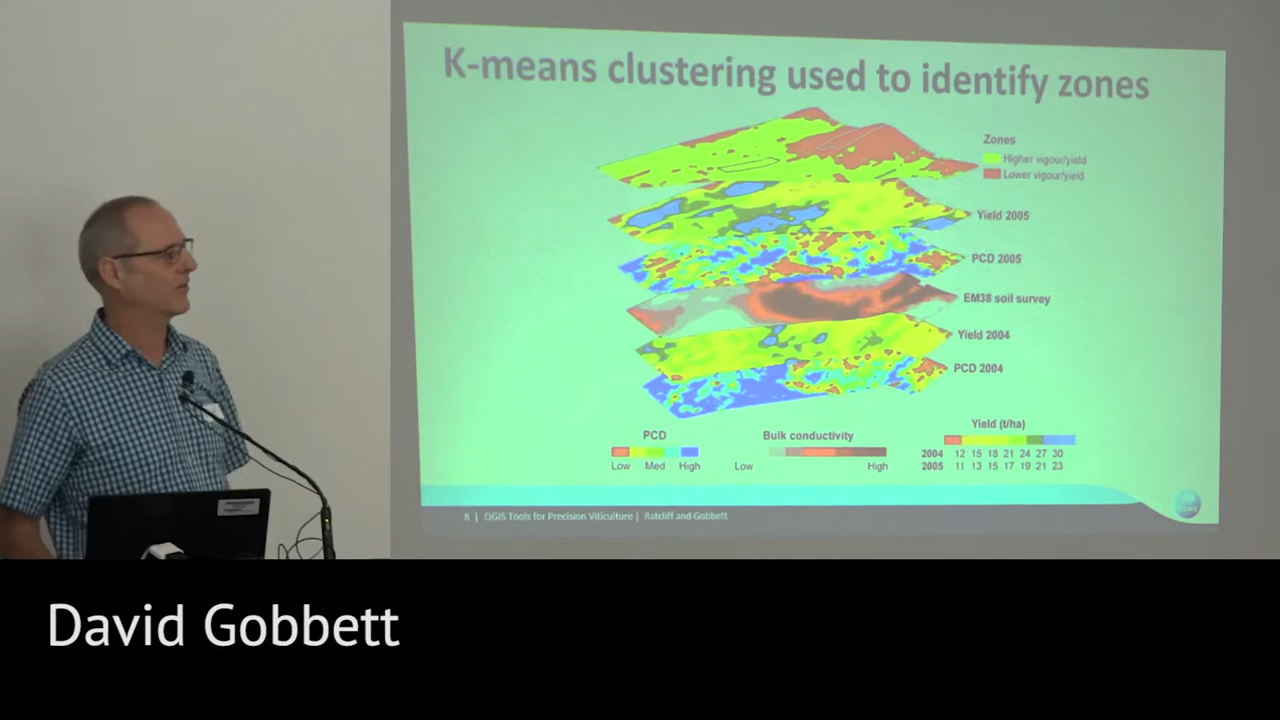 K-means clustering used to identify zones
Zones
Higher vigour/yield
Lower vigour/yield
Yield 2005
PCD 2005
EM38 soil survey
Yield 2004
PCD 2004
PCD
Low Med High
Bulk conductivity
Low High
Yield (t/ha)
2004 12 15 18 21 24 27 30
2005 11 13 15 17 19 21 23
8 | QGIS Tools for Precision Viticulture | Ratcliff and Gobbett
David Gobbett